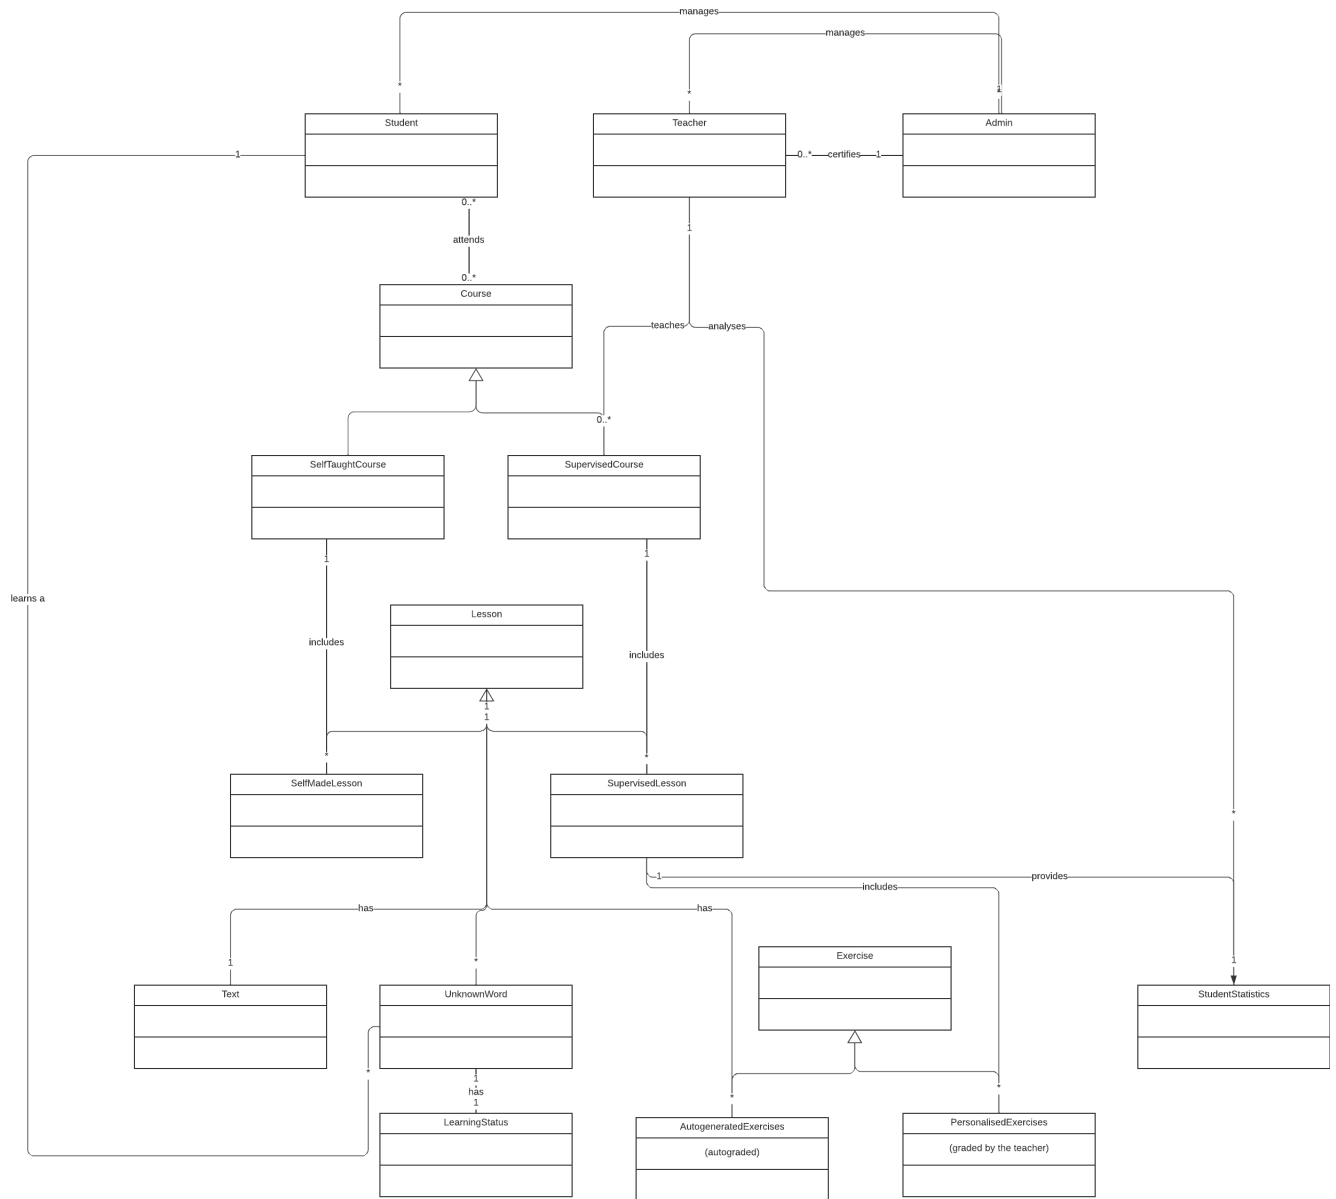 manages
manages
*
*
1
Student
Teacher
Admin
1
0..*
certifies
1
0..*
attends
0..*
1
Course
teaches
analyses
0..*
SelfTaughtCourse
SupervisedCourse
1
1
learns a
Lesson
includes
includes
1
1
*
*
SelfMadeLesson
SupervisedLesson
*
1
provides
includes
has
has
1
*
Exercise
1
Text
UnknownWord
StudentStatistics
*
1
has
1
*
*
LearningStatus
AutogeneratedExercises
(autograded)
PersonalisedExercises
(graded by the teacher)